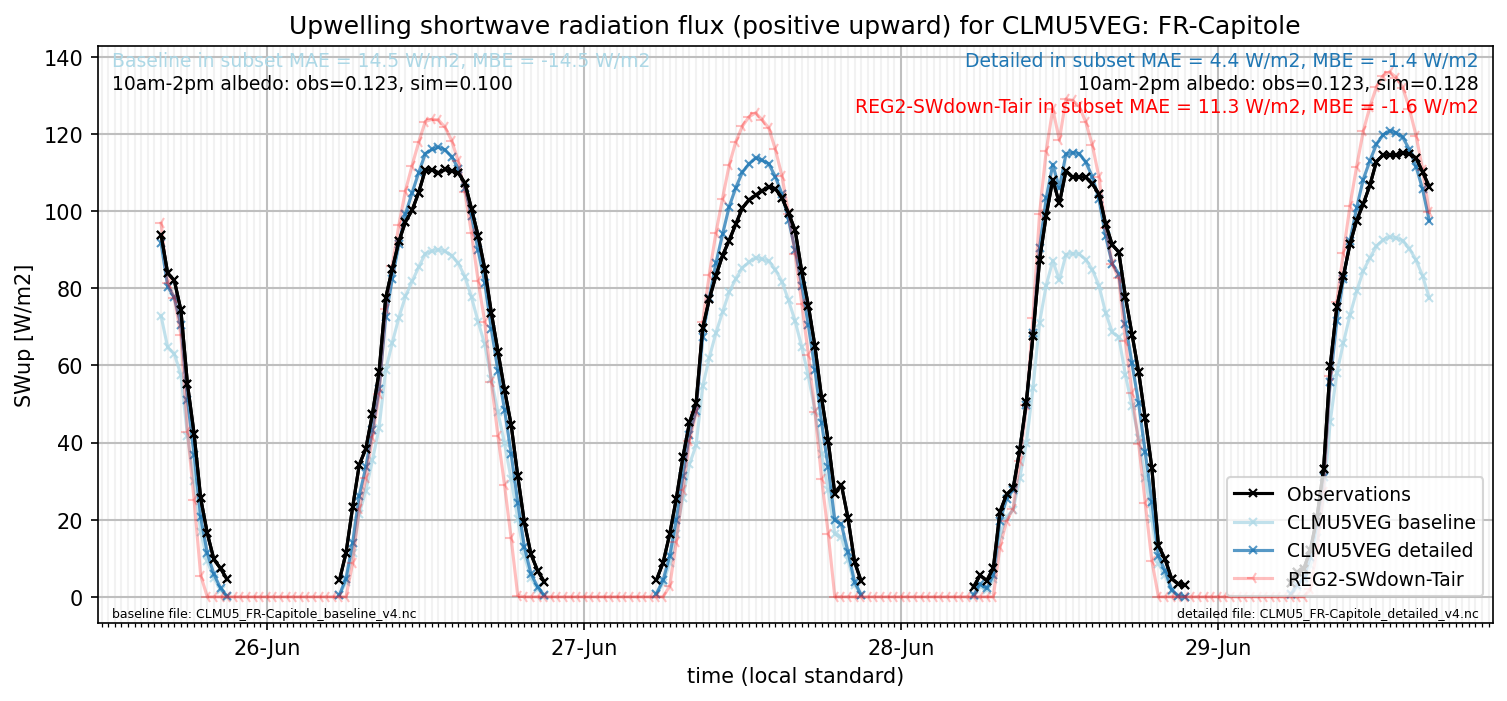 Upwelling shortwave radiation flux (positive upward) for CLMU5VEG: FR-Capitole
Baseline in subset MAE = 14.5 W/m2, MBE = -14.5 W/m2
10am-2pm albedo: obs=0.123, sim=0.100
Detailed in subset MAE = 4.4 W/m2, MBE = -1.4 W/m2
10am-2pm albedo: obs=0.123, sim=0.128
REG2-SWdown-Tair in subset MAE = 11.3 W/m2, MBE = -1.6 W/m2
SWup [W/m2]
140
120
100
80
60
40
20
0
Observations
CLMU5VEG baseline
CLMU5VEG detailed
REG2-SWdown-Tair
baseline file: CLMU5_FR-Capitole_baseline_v4.nc
detailed file: CLMU5_FR-Capitole_detailed_v4.nc
26-Jun
27-Jun
28-Jun
29-Jun
time (local standard)